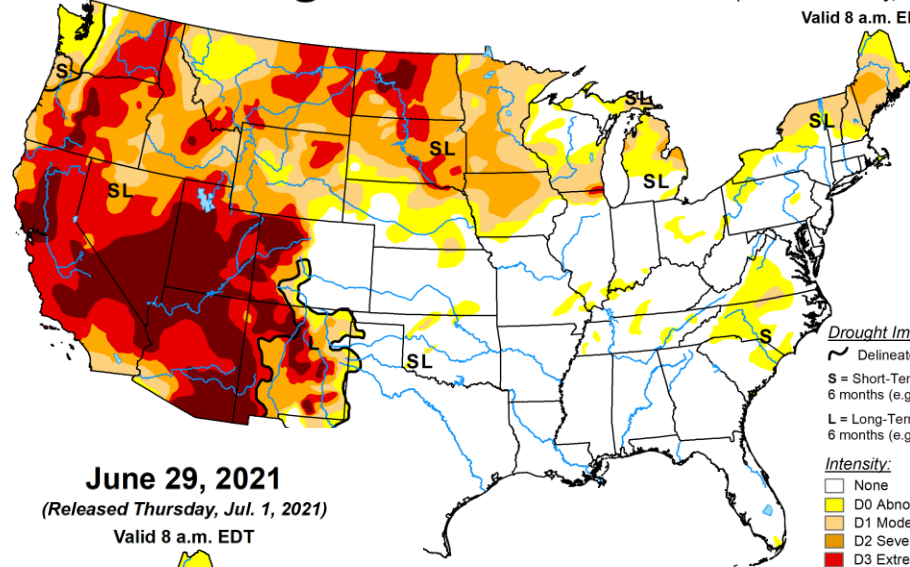 Valid 8 a.m. E
S
SL
SL
SL
SL
SL
SL
S
L
Drought Im
Delineate
S = Short-Ter
6 months (e.g
L = Long-Term
6 months (e.g
Intensity:
None
D0 Abno
D1 Mode
D2 Seve
D3 Extre
June 29, 2021
(Released Thursday, Jul. 1, 2021)
Valid 8 a.m. EDT